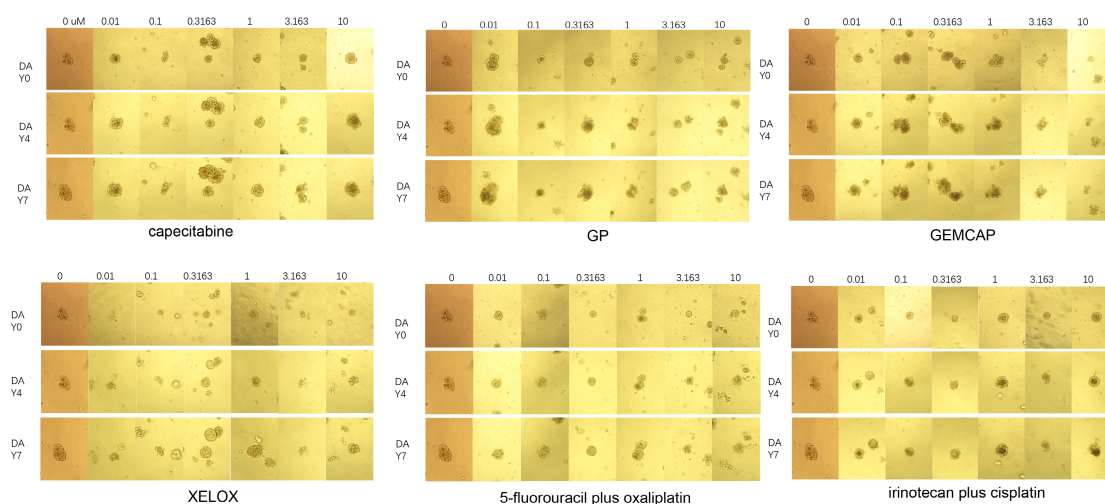 0 uM 0.01 0.1 0.3163 1 3.163 10
DA
Y0
DA
Y4
DA
Y7
capecitabine
0 0.01 0.1 0.3163 1 3.163 10
DA
Y0
DA
Y4
DA
Y7
GP
0 0.01 0.1 0.3163 1 3.163 10
DA
Y0
DA
Y4
DA
Y7
GEMCAP
0 0.01 0.1 0.3163 1 3.163 10
DA
Y0
DA
Y4
DA
Y7
XELOX
0 0.01 0.1 0.3163 1 3.163 10
DA
Y0
DA
Y4
DA
Y7
5-fluorouracil plus oxaliplatin
0 0.01 0.1 0.3163 1 3.163 10
DA
Y0
DA
Y4
DA
Y7
irinotecan plus cisplatin